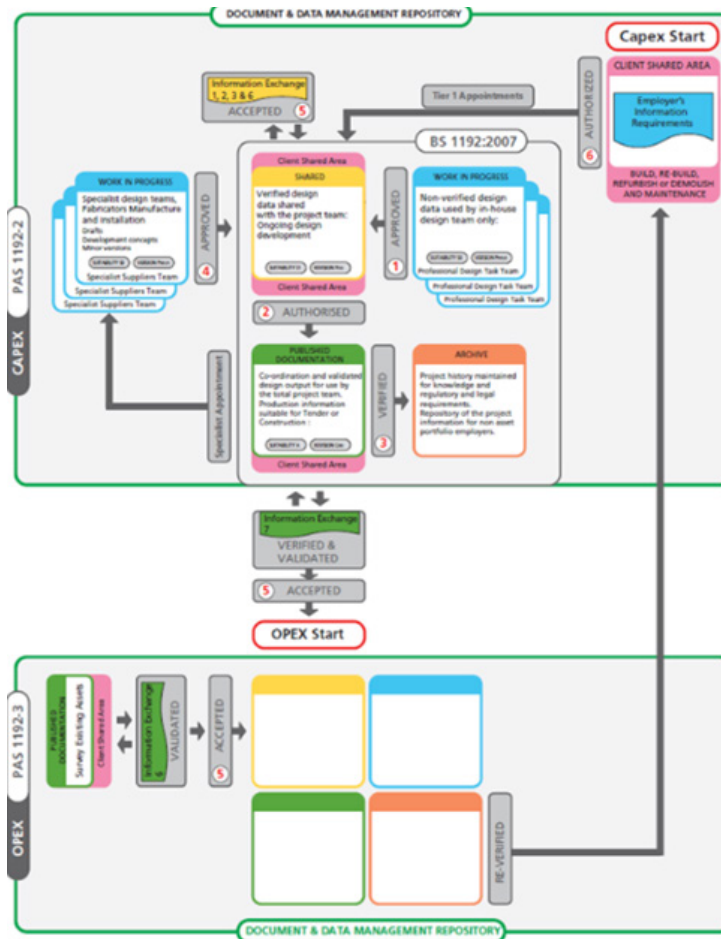 DOCUMENT & DATA MANAGEMENT REPOSITORY
Capex Start
CLIENT SHARED AREA
Employer's
Information
Requirements
BUILD, RE-BUILD,
REFURBISH or DEMOLISH
AND MAINTENANCE
AUTHORIZED
6
Tier 1 Appointments
Information Exchange
1, 2, 3 & 6
ACCEPTED
5
BS 1192:2007
PAS 1192-2
CAPEX
WORK IN PROGRESS
Specialist design teams,
Fabricators Manufacture
and Installation
Drafts
Development concepts
Minor versions
Specialist Suppliers Team
Specialist Suppliers Team
Specialist Suppliers Team
APPROVED
4
Client Shared Area
SHARED
Verified design
data shared
with the project team:
Ongoing design
development
Client Shared Area
APPROVED
1
WORK IN PROGRESS
Non-verified design
data used by in-house
design team only:
Professional Design Task Team
Professional Design Task Team
Professional Design Task Team
2
AUTHORISED
Specialist Appointment
PUBLISHED
DOCUMENTATION
Co-ordination and validated
design output for use by
the total project team.
Production information
suitable for Tender or
Construction :
Client Shared Area
VERIFIED
3
ARCHIVE
Project history maintained
for knowledge and
regulatory and legal
requirements.
Repository of the project
information for non asset
portfolio employers.
Information Exchange
7
VERIFIED &
VALIDATED
5
ACCEPTED
OPEX Start
PAS 1192-3
OPEX
PUBLISHED
DOCUMENTATION
Survey Existing Assets
Client Shared Area
Information Exchange
6
VALIDATED
ACCEPTED
5
RE-VERIFIED
DOCUMENT & DATA MANAGEMENT REPOSITORY